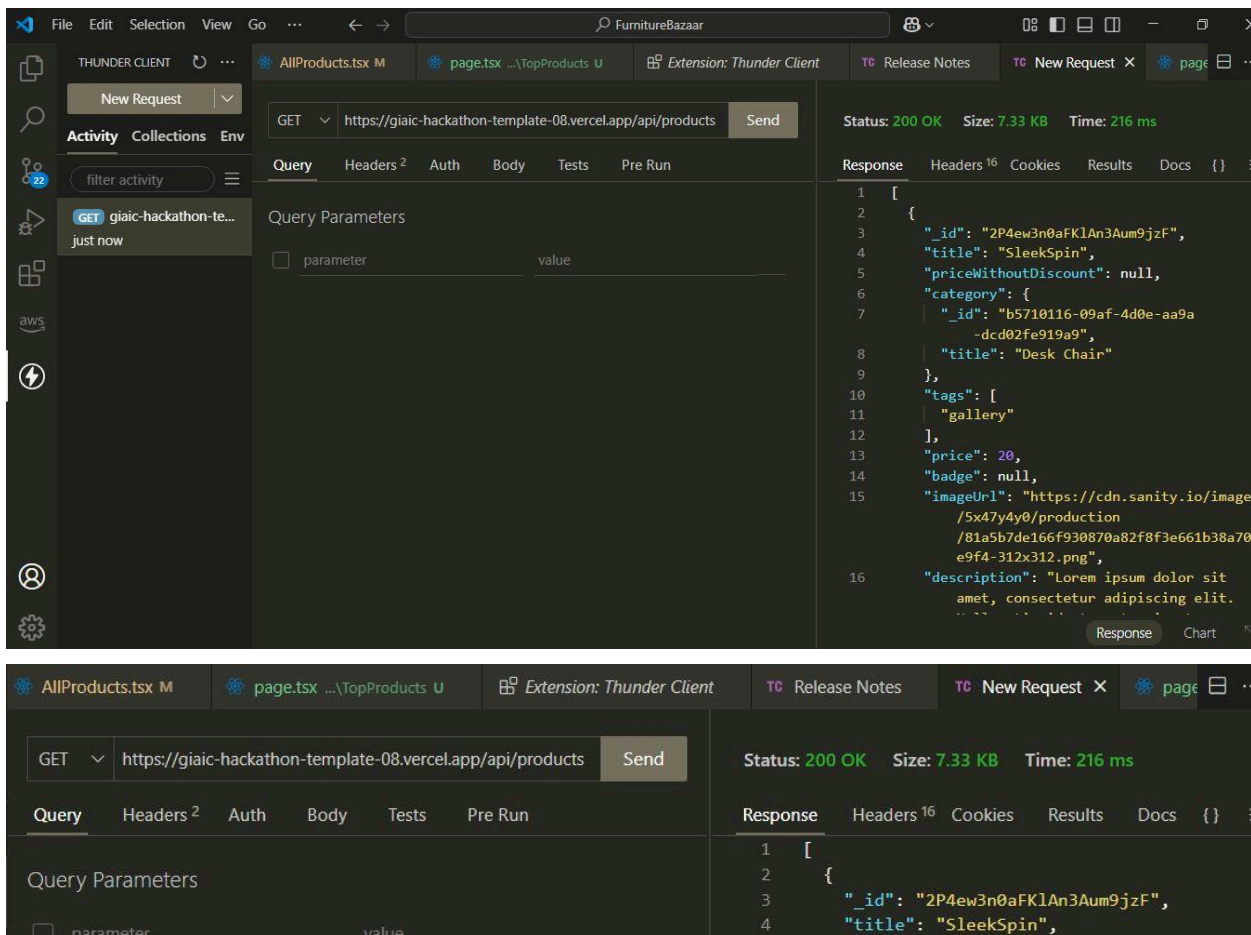 File Edit Selection View Go ··· ← → FurnitureBazaar
THUNDER CLIENT ···
AllProducts.tsx M page.tsx ...\TopProducts U Extension: Thunder Client TC Release Notes TC New Request × page
New Request
Activity Collections Env
filter activity
GET giaic-hackathon-te...
just now
22
aws
GET https://giaic-hackathon-template-08.vercel.app/api/products Send
Query Headers 2 Auth Body Tests Pre Run
Query Parameters
parameter value
Status: 200 OK Size: 7.33 KB Time: 216 ms
Response Headers 16 Cookies Results Docs {}
1 [
2 {
3 "_id": "2P4ew3n0aFKlAn3Aum9jzF",
4 "title": "SleekSpin",
5 "priceWithoutDiscount": null,
6 "category": {
7 "_id": "b5710116-09af-4d0e-aa9a
-dcd02fe919a9",
8 "title": "Desk Chair"
9 },
10 "tags": [
11 "gallery"
12 ],
13 "price": 20,
14 "badge": null,
15 "imageUrl": "https://cdn.sanity.io/image
/5x47y4y0/production
/81a5b7de166f930870a82f8f3e661b38a70
e9f4-312x312.png",
16 "description": "Lorem ipsum dolor sit
amet, consectetur adipiscing elit.
Response Chart
AllProducts.tsx M page.tsx ...\TopProducts U Extension: Thunder Client TC Release Notes TC New Request × page
GET https://giaic-hackathon-template-08.vercel.app/api/products Send
Query Headers 2 Auth Body Tests Pre Run
Query Parameters
parameter value
Status: 200 OK Size: 7.33 KB Time: 216 ms
Response Headers 16 Cookies Results Docs {}
1 [
2 {
3 "_id": "2P4ew3n0aFKlAn3Aum9jzF",
4 "title": "SleekSpin",